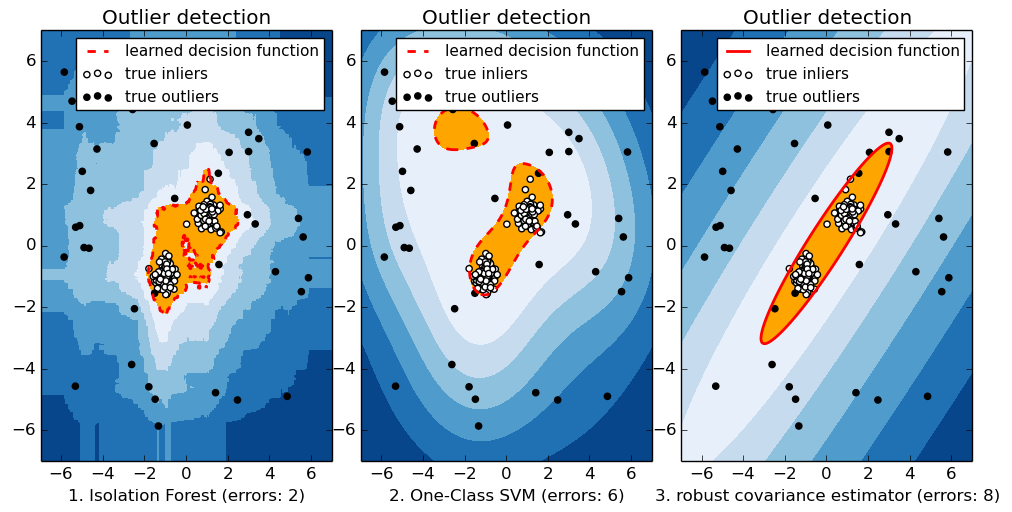 Outlier detection
learned decision function
true inliers
true outliers
6
4
2
0
−2
−4
−6
−6 −4 −2 0 2 4 6
1. Isolation Forest (errors: 2)
Outlier detection
learned decision function
true inliers
true outliers
6
4
2
0
−2
−4
−6
−6 −4 −2 0 2 4 6
2. One-Class SVM (errors: 6)
Outlier detection
learned decision function
true inliers
true outliers
6
4
2
0
−2
−4
−6
−6 −4 −2 0 2 4 6
3. robust covariance estimator (errors: 8)